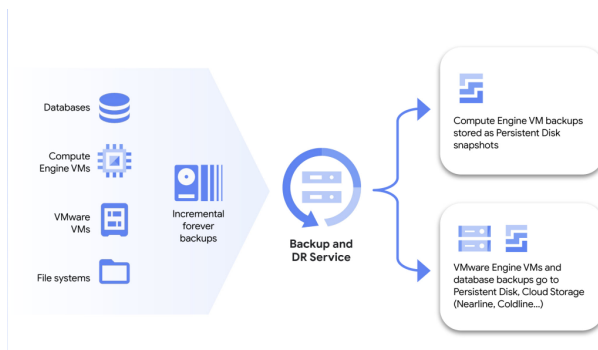 Databases
Compute
Engine VMs
VMware
VMs
File systems
Incremental
forever
backups
Backup and
DR Service
Compute Engine VM backups
stored as Persistent Disk
snapshots
VMware Engine VMs and
database backups go to
Persistent Disk, Cloud Storage
(Nearline, Coldline...)